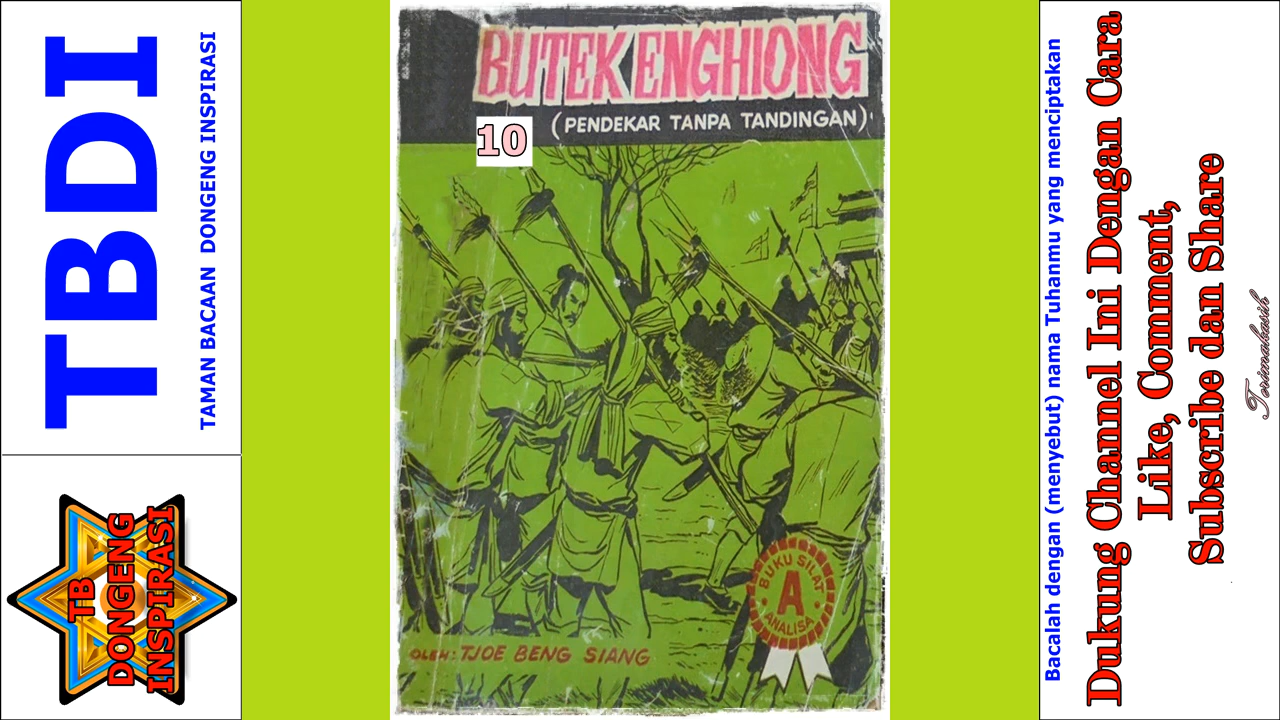 TBDI
TAMAN BACAAN DONGENG INSPIRASI
TB
DONGENG
INSPIRASI
BUTEK ENGHIONG
(PENDEKAR TANPA TANDINGAN)
10
BUKU SILAT
A
ANALISA
OLEH: TJOE BENG SIANG
Bacalah dengan (menyebut) nama Tuhanmu yang menciptakan
Dukung Channel Ini Dengan Cara
Like, Comment,
Subscribe dan Share
Terimakasih